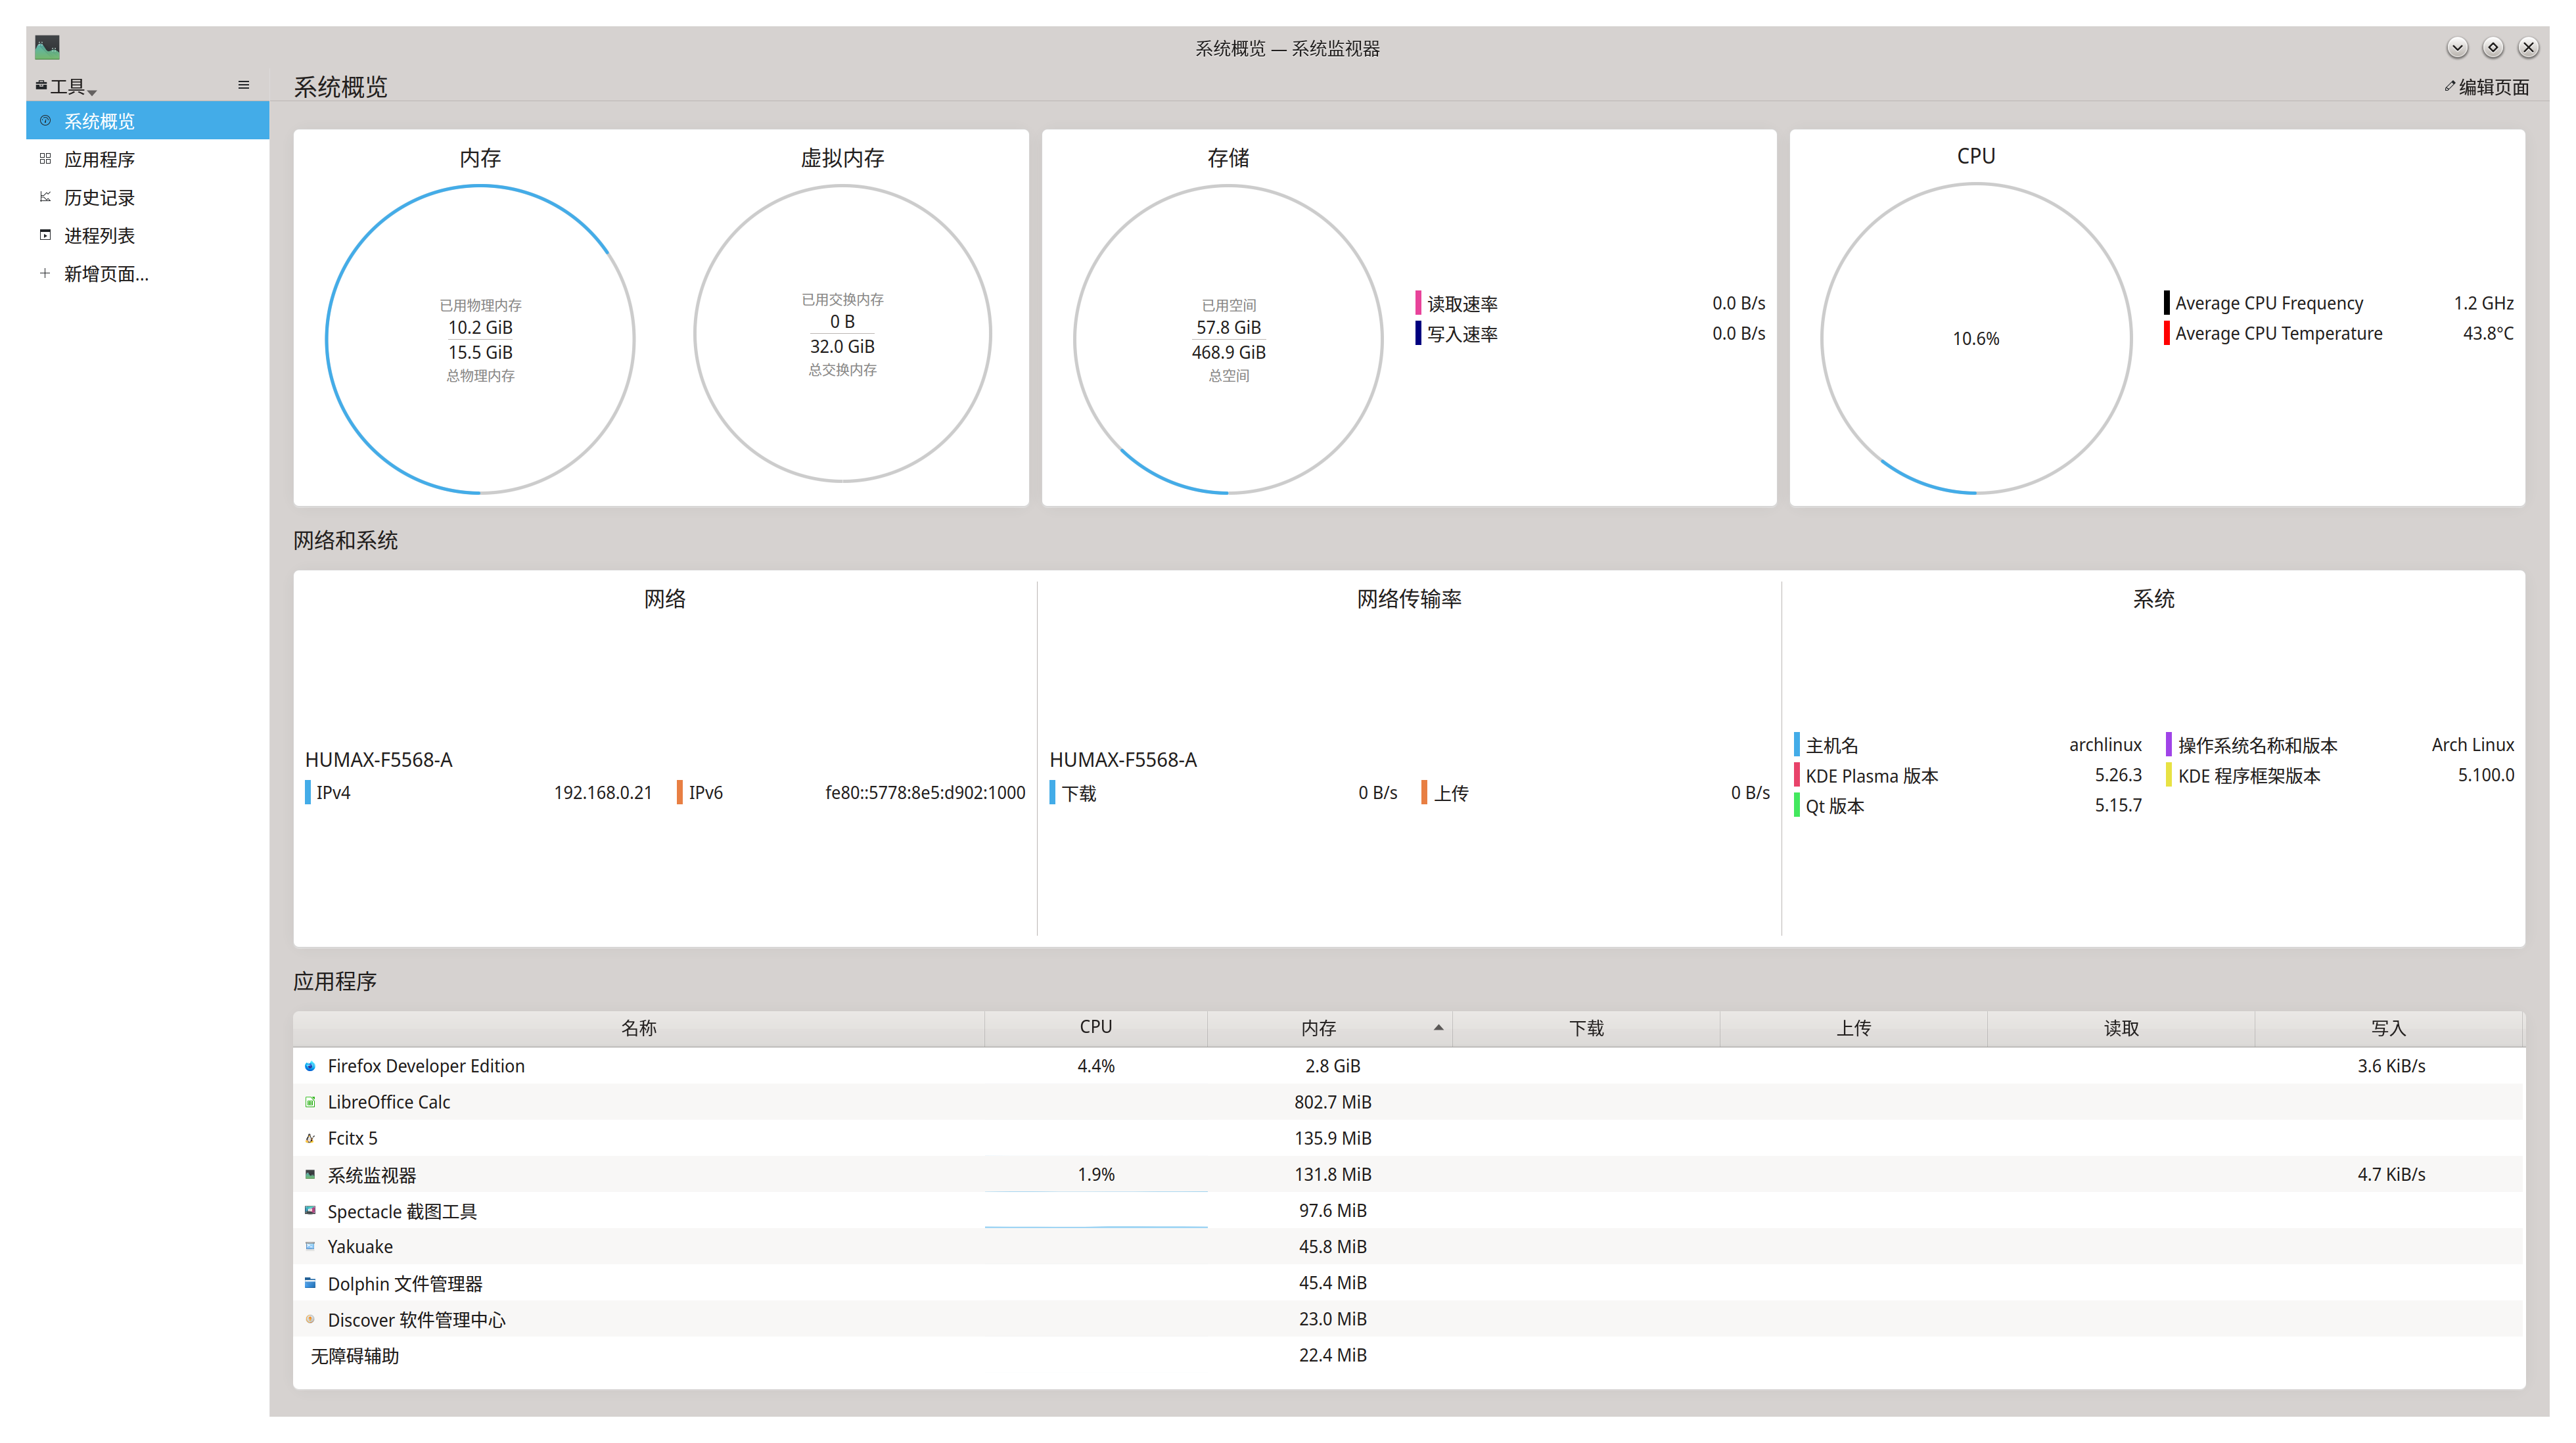 系统概览 — 系统监视器
工具
系统概览
编辑页面
系统概览
应用程序
历史记录
进程列表
新增页面...
内存
已用物理内存
10.2 GiB
15.5 GiB
总物理内存
虚拟内存
已用交换内存
0 B
32.0 GiB
总交换内存
存储
已用空间
57.8 GiB
468.9 GiB
总空间
读取速率 0.0 B/s
写入速率 0.0 B/s
CPU
10.6%
Average CPU Frequency 1.2 GHz
Average CPU Temperature 43.8°C
网络和系统
网络
HUMAX-F5568-A
IPv4 192.168.0.21 IPv6 fe80::5778:8e5:d902:1000
网络传输率
HUMAX-F5568-A
下载 0 B/s 上传 0 B/s
系统
主机名 archlinux 操作系统名称和版本 Arch Linux
KDE Plasma 版本 5.26.3 KDE 程序框架版本 5.100.0
Qt 版本 5.15.7
应用程序
名称 CPU 内存 下载 上传 读取 写入
Firefox Developer Edition 4.4% 2.8 GiB 3.6 KiB/s
LibreOffice Calc 802.7 MiB
Fcitx 5 135.9 MiB
系统监视器 1.9% 131.8 MiB 4.7 KiB/s
Spectacle 截图工具 97.6 MiB
Yakuake 45.8 MiB
Dolphin 文件管理器 45.4 MiB
Discover 软件管理中心 23.0 MiB
无障碍辅助 22.4 MiB